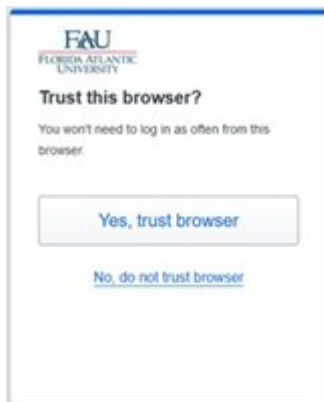 FAU
FLORIDA ATLANTIC
UNIVERSITY
Trust this browser?
You won't need to log in as often from this
browser.
Yes, trust browser
No, do not trust browser